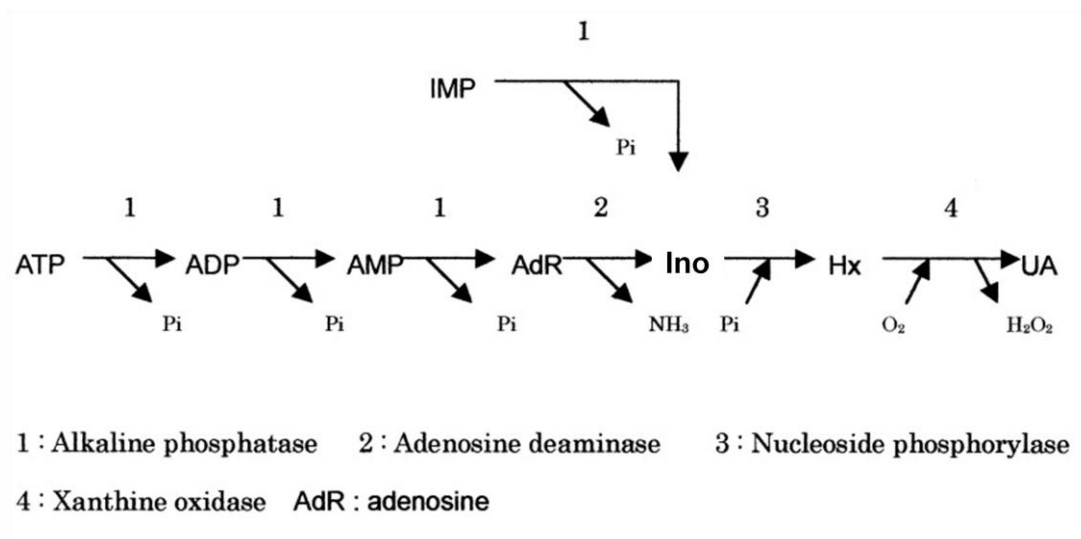 1
IMP
Pi
1 1 1 2 3 4
ATP ADP AMP AdR Ino Hx UA
Pi Pi Pi NH₃ Pi O₂ H₂O₂
1 : Alkaline phosphatase 2 : Adenosine deaminase 3 : Nucleoside phosphorylase
4 : Xanthine oxidase AdR : adenosine